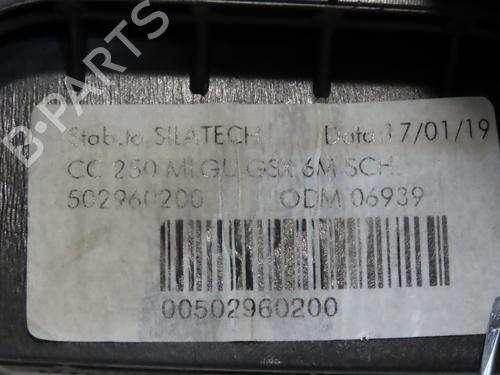 B-PARTS
Stab.to SILATECH Data 17/01/19
CC 250 MLGU GSR 6M SCH.
502960200 ODM 06939
00502960200